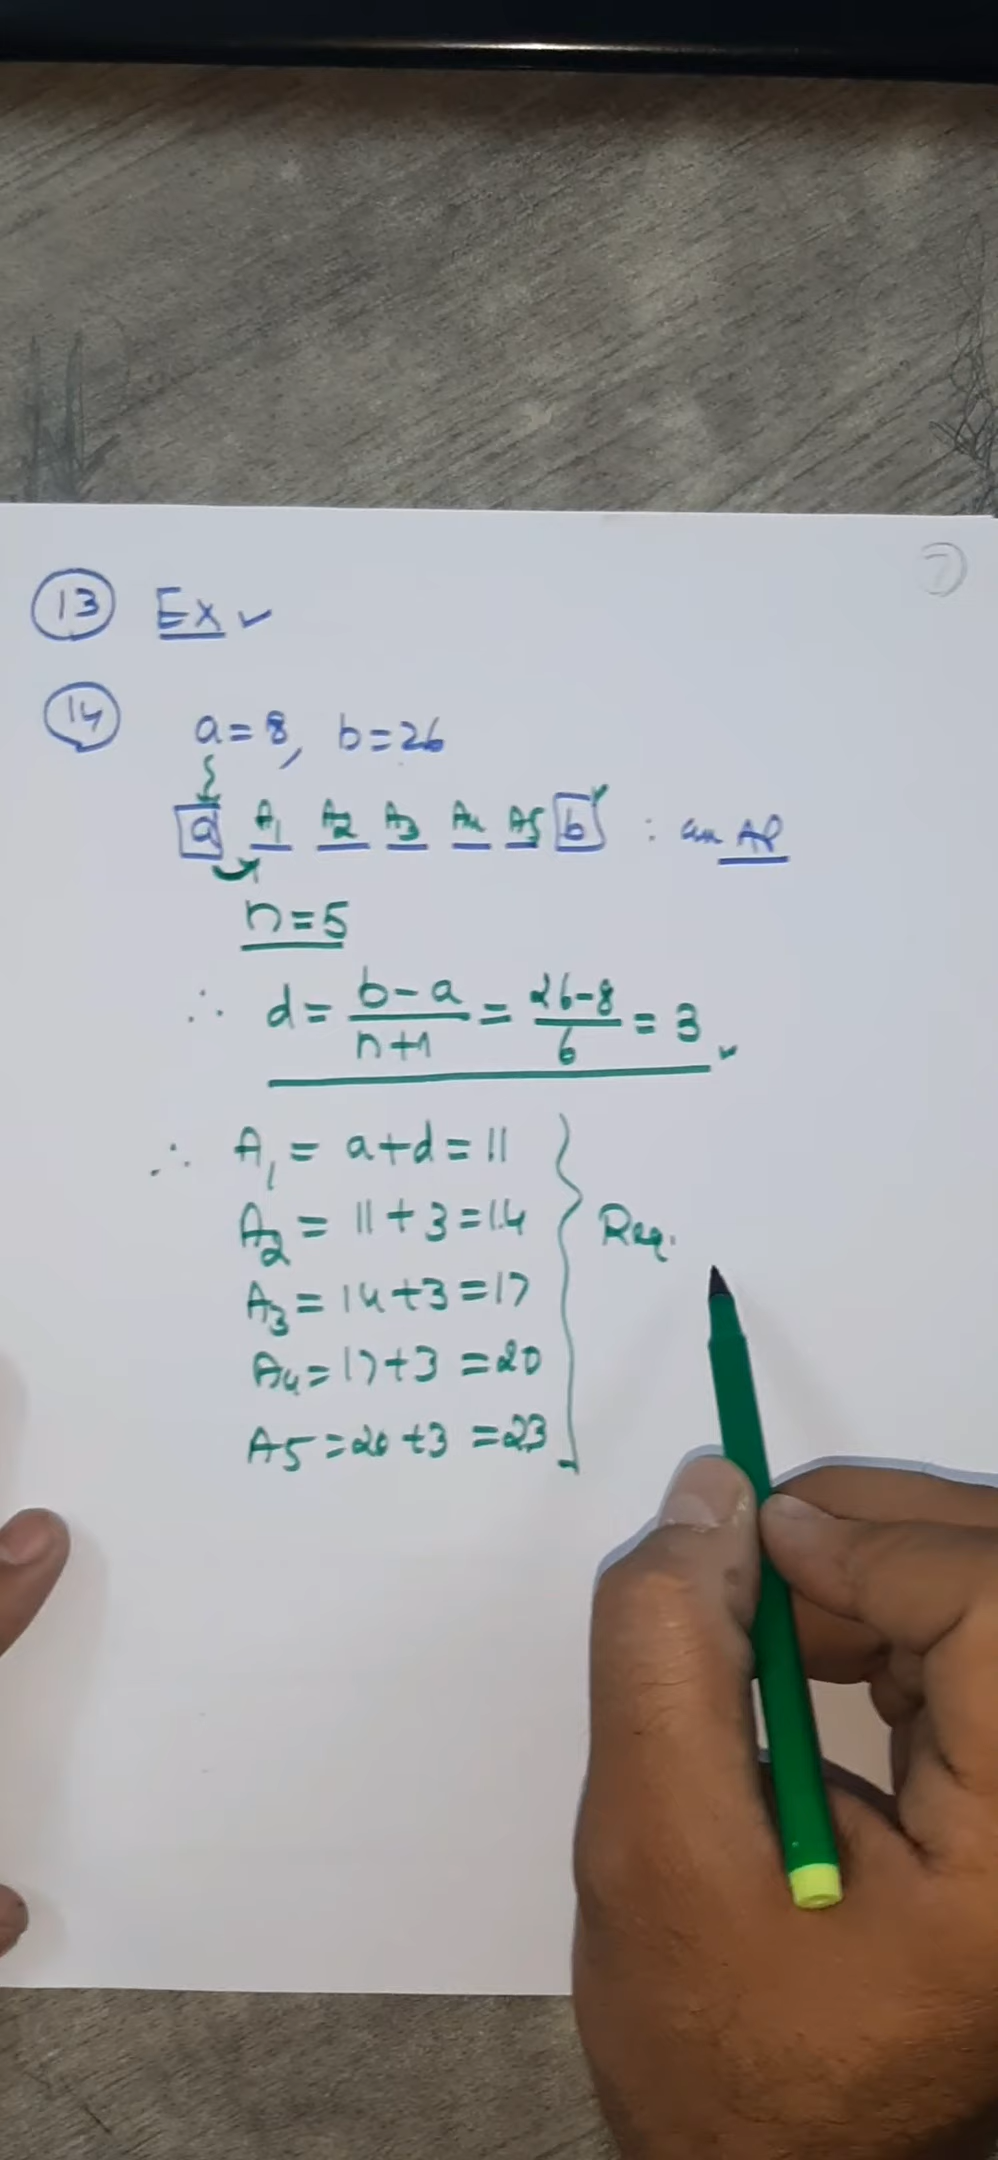 7
13 Ex ✓
14 a = 8, b = 26
a A1 A2 A3 A4 A5 b : an AP
n = 5
∴ d = b-a/n+1 = 26-8/6 = 3
∴ A1 = a+d = 11
A2 = 11+3 = 14
Req.
A3 = 14+3 = 17
A4 = 17+3 = 20
A5 = 20+3 = 23